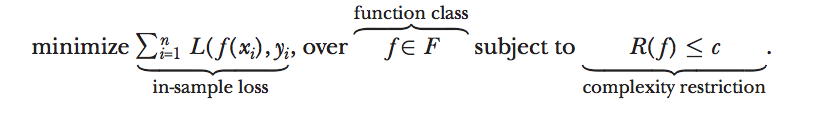 function class
minimize ∑ⁿᵢ₌₁ L(f(xᵢ), yᵢ, over f∈ F subject to R(f) ≤ c .
in-sample loss complexity restriction